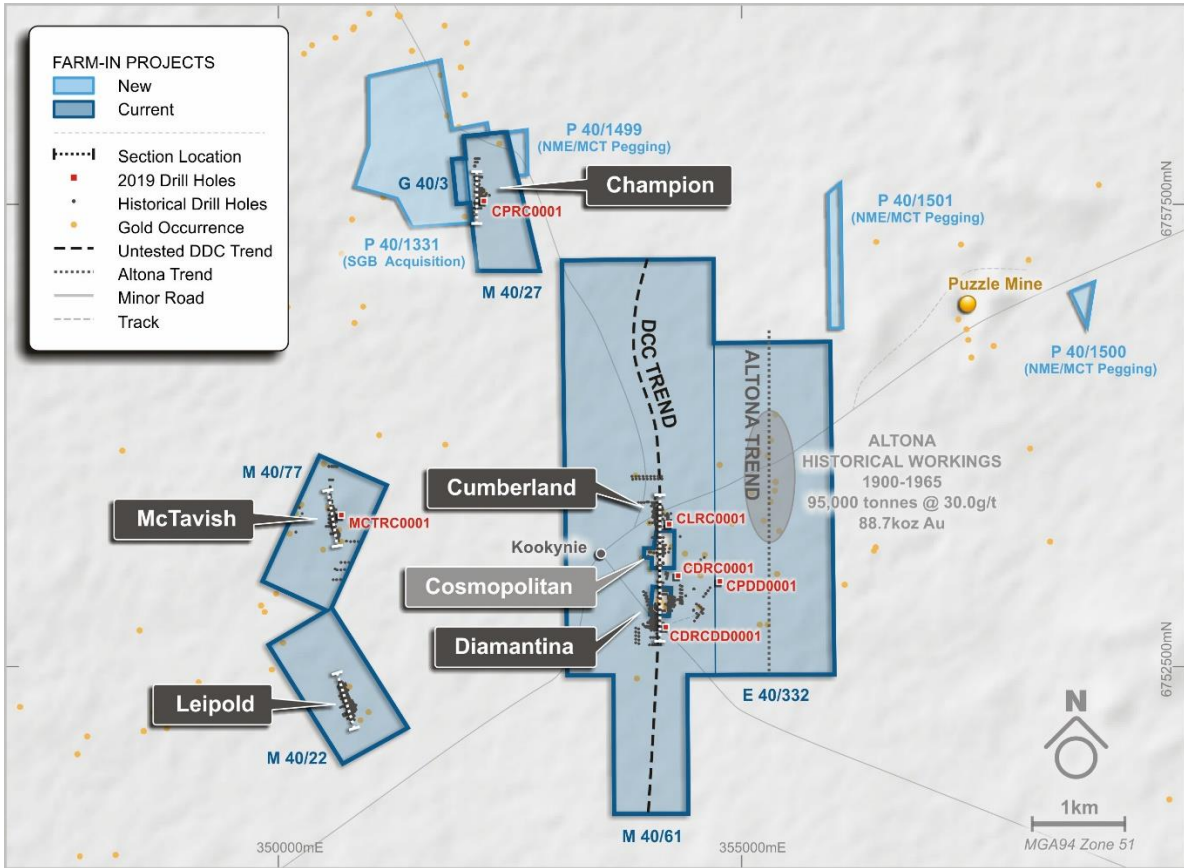 FARM-IN PROJECTS
New
Current
Section Location
2019 Drill Holes
Historical Drill Holes
Gold Occurrence
Untested DDC Trend
Altona Trend
Minor Road
Track
P 40/1499
(NME/MCT Pegging)
G 40/3
Champion
CPRC0001
P 40/1331
(SGB Acquisition)
M 40/27
P 40/1501
(NME/MCT Pegging)
6757500mN
Puzzle Mine
P 40/1500
(NME/MCT Pegging)
DCC TREND
ALTONA TREND
ALTONA
HISTORICAL WORKINGS
1900-1965
95,000 tonnes @ 30.0g/t
88.7koz Au
M 40/77
McTavish
MCTRC0001
Cumberland
CLRC0001
Kookynie
Cosmopolitan
CDRC0001
CPDD0001
Diamantina
CDRCDD0001
Leipold
M 40/22
E 40/332
6752500mN
N
1km
MGA94 Zone 51
M 40/61
350000mE
355000mE